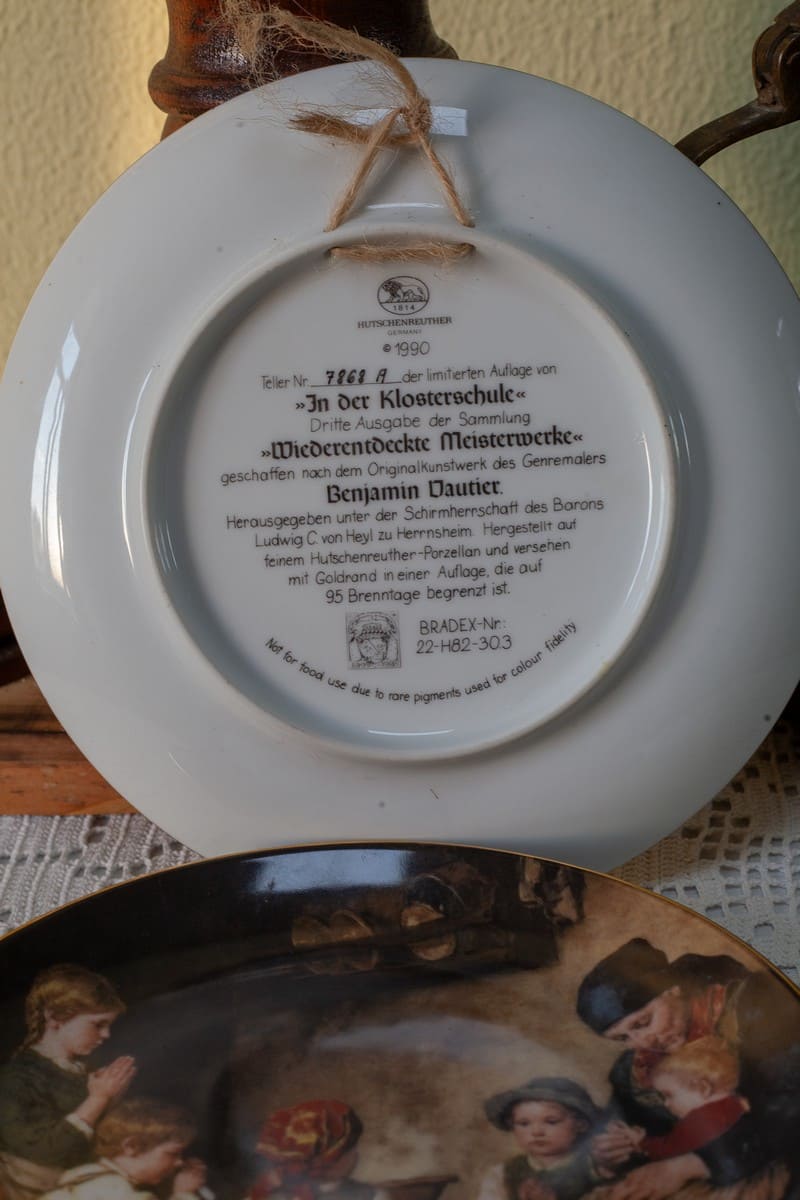 1814
HUTSCHENREUTHER
GERMANY
© 1990
Teller Nr. 7868 A der limitierten Auflage von
»In der Klosterschule«
Dritte Ausgabe der Sammlung
»Wiederentdeckte Meisterwerke«
geschaffen nach dem Originalkunstwerk des Genremalers
Benjamin Vautier.
Herausgegeben unter der Schirmherrschaft des Barons
Ludwig C. von Heyl zu Herrnsheim. Hergestellt auf
feinem Hutschenreuther-Porzellan und versehen
mit Goldrand in einer Auflage, die auf
95 Brenntage begrenzt ist.
BRADEX-Nr.:
22-H82-30.3
Not for food use due to rare pigments used for colour fidelity